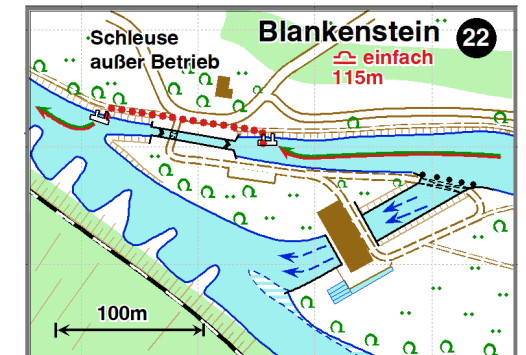 Schleuse
außer Betrieb
Blankenstein 22
einfach
115m
100m